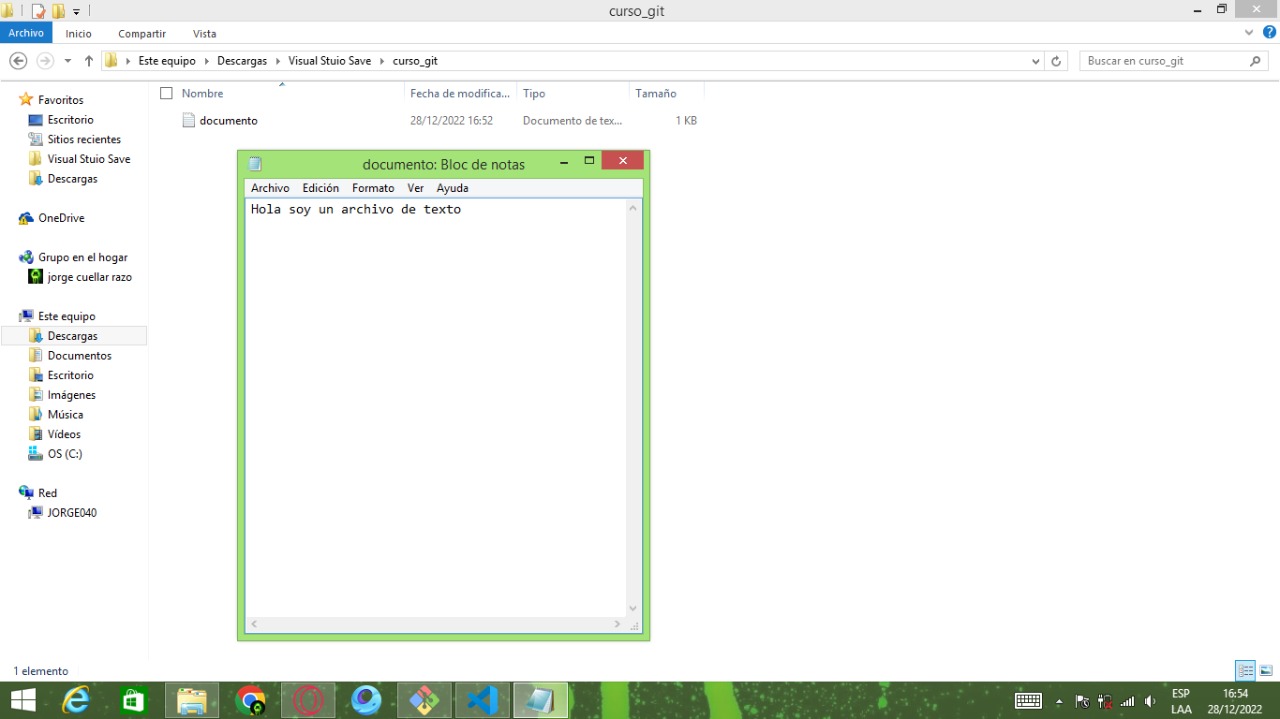 curso_git
Archivo Inicio Compartir Vista
Este equipo Descargas Visual Stuio Save curso_git
Buscar en curso_git
Nombre Fecha de modifica... Tipo Tamaño
documento 28/12/2022 16:52 Documento de tex... 1 KB
Favoritos
Escritorio
Sitios recientes
Visual Stuio Save
Descargas
OneDrive
Grupo en el hogar
jorge cuellar razo
Este equipo
Descargas
Documentos
Escritorio
Imágenes
Música
Vídeos
OS (C:)
Red
JORGE040
documento: Bloc de notas
Archivo Edición Formato Ver Ayuda
Hola soy un archivo de texto
1 elemento
ESP 16:54
LAA 28/12/2022